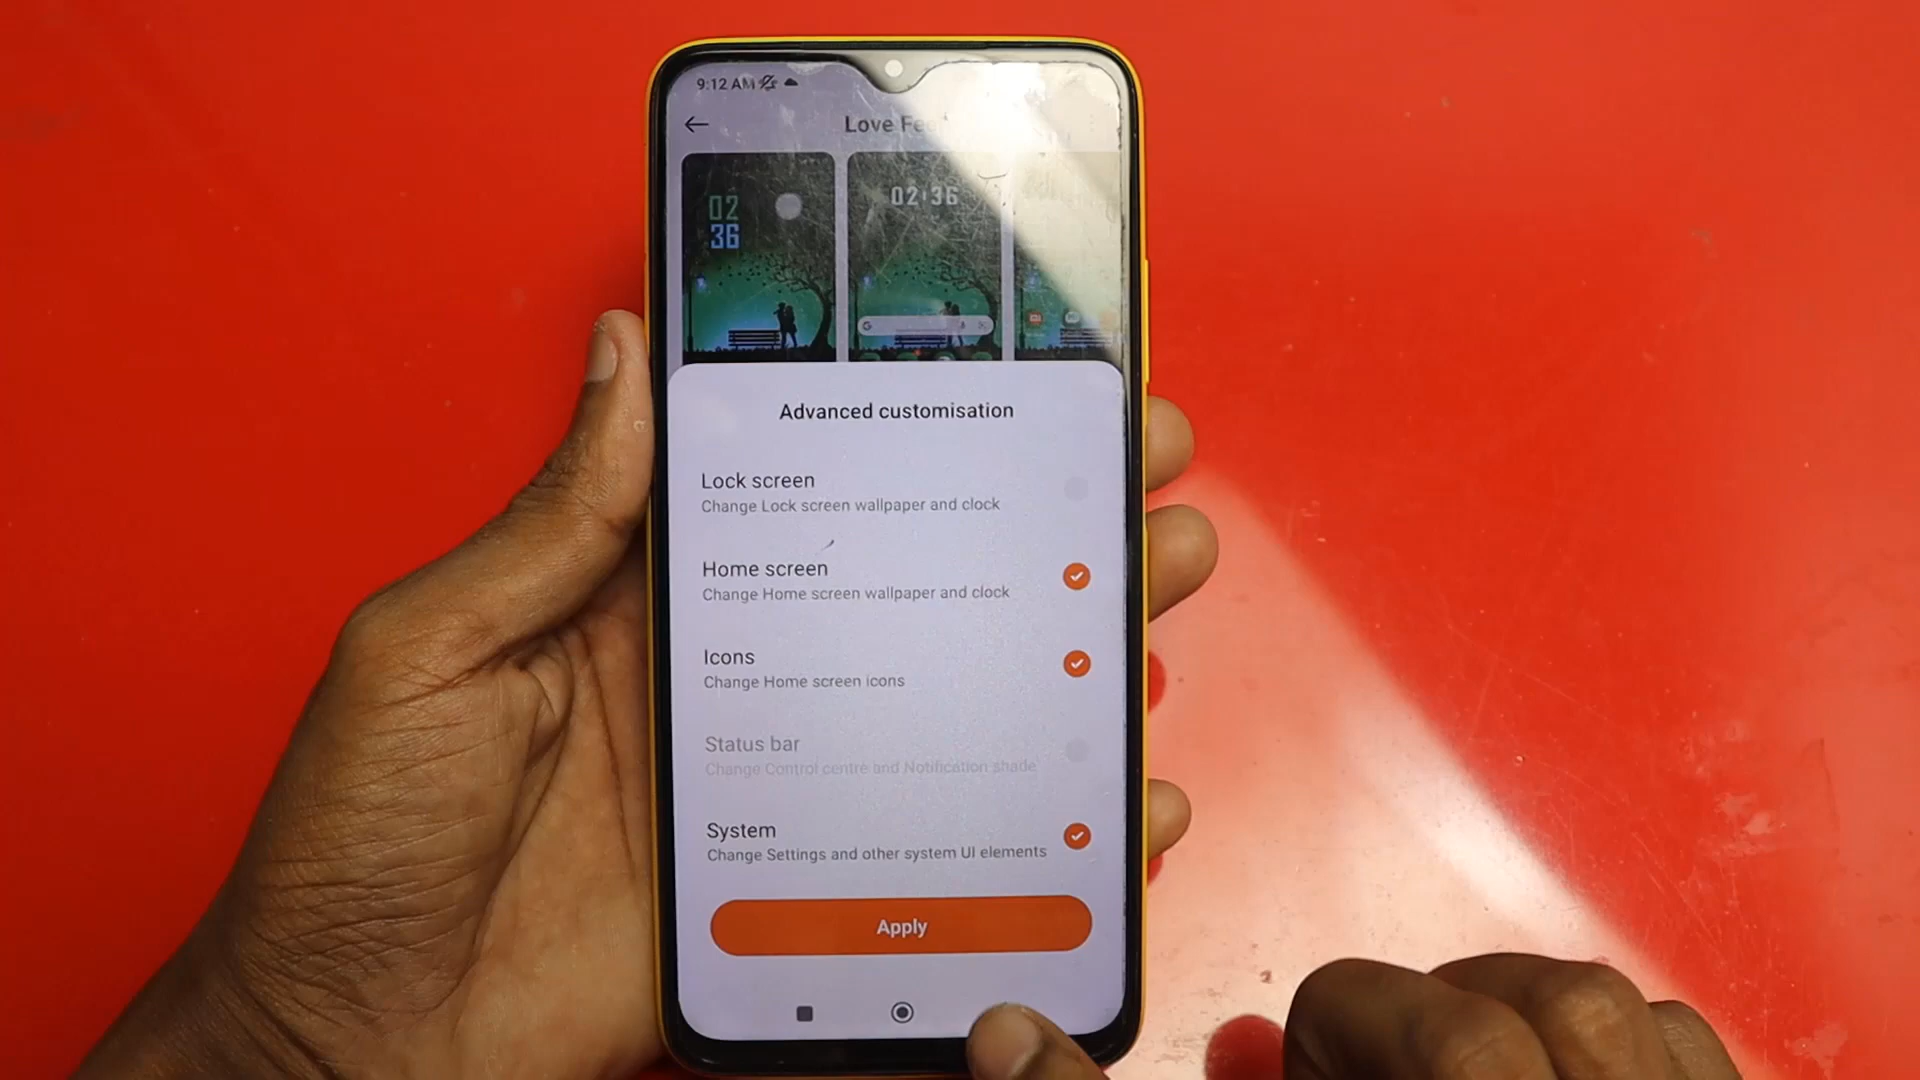 9:12 AM
Love
02
36
02:36
Advanced customisation
Lock screen
Change Lock screen wallpaper and clock
Home screen
Change Home screen wallpaper and clock
Icons
Change Home screen icons
Status bar
Change Control centre and Notification shade
System
Change Settings and other system UI elements
Apply